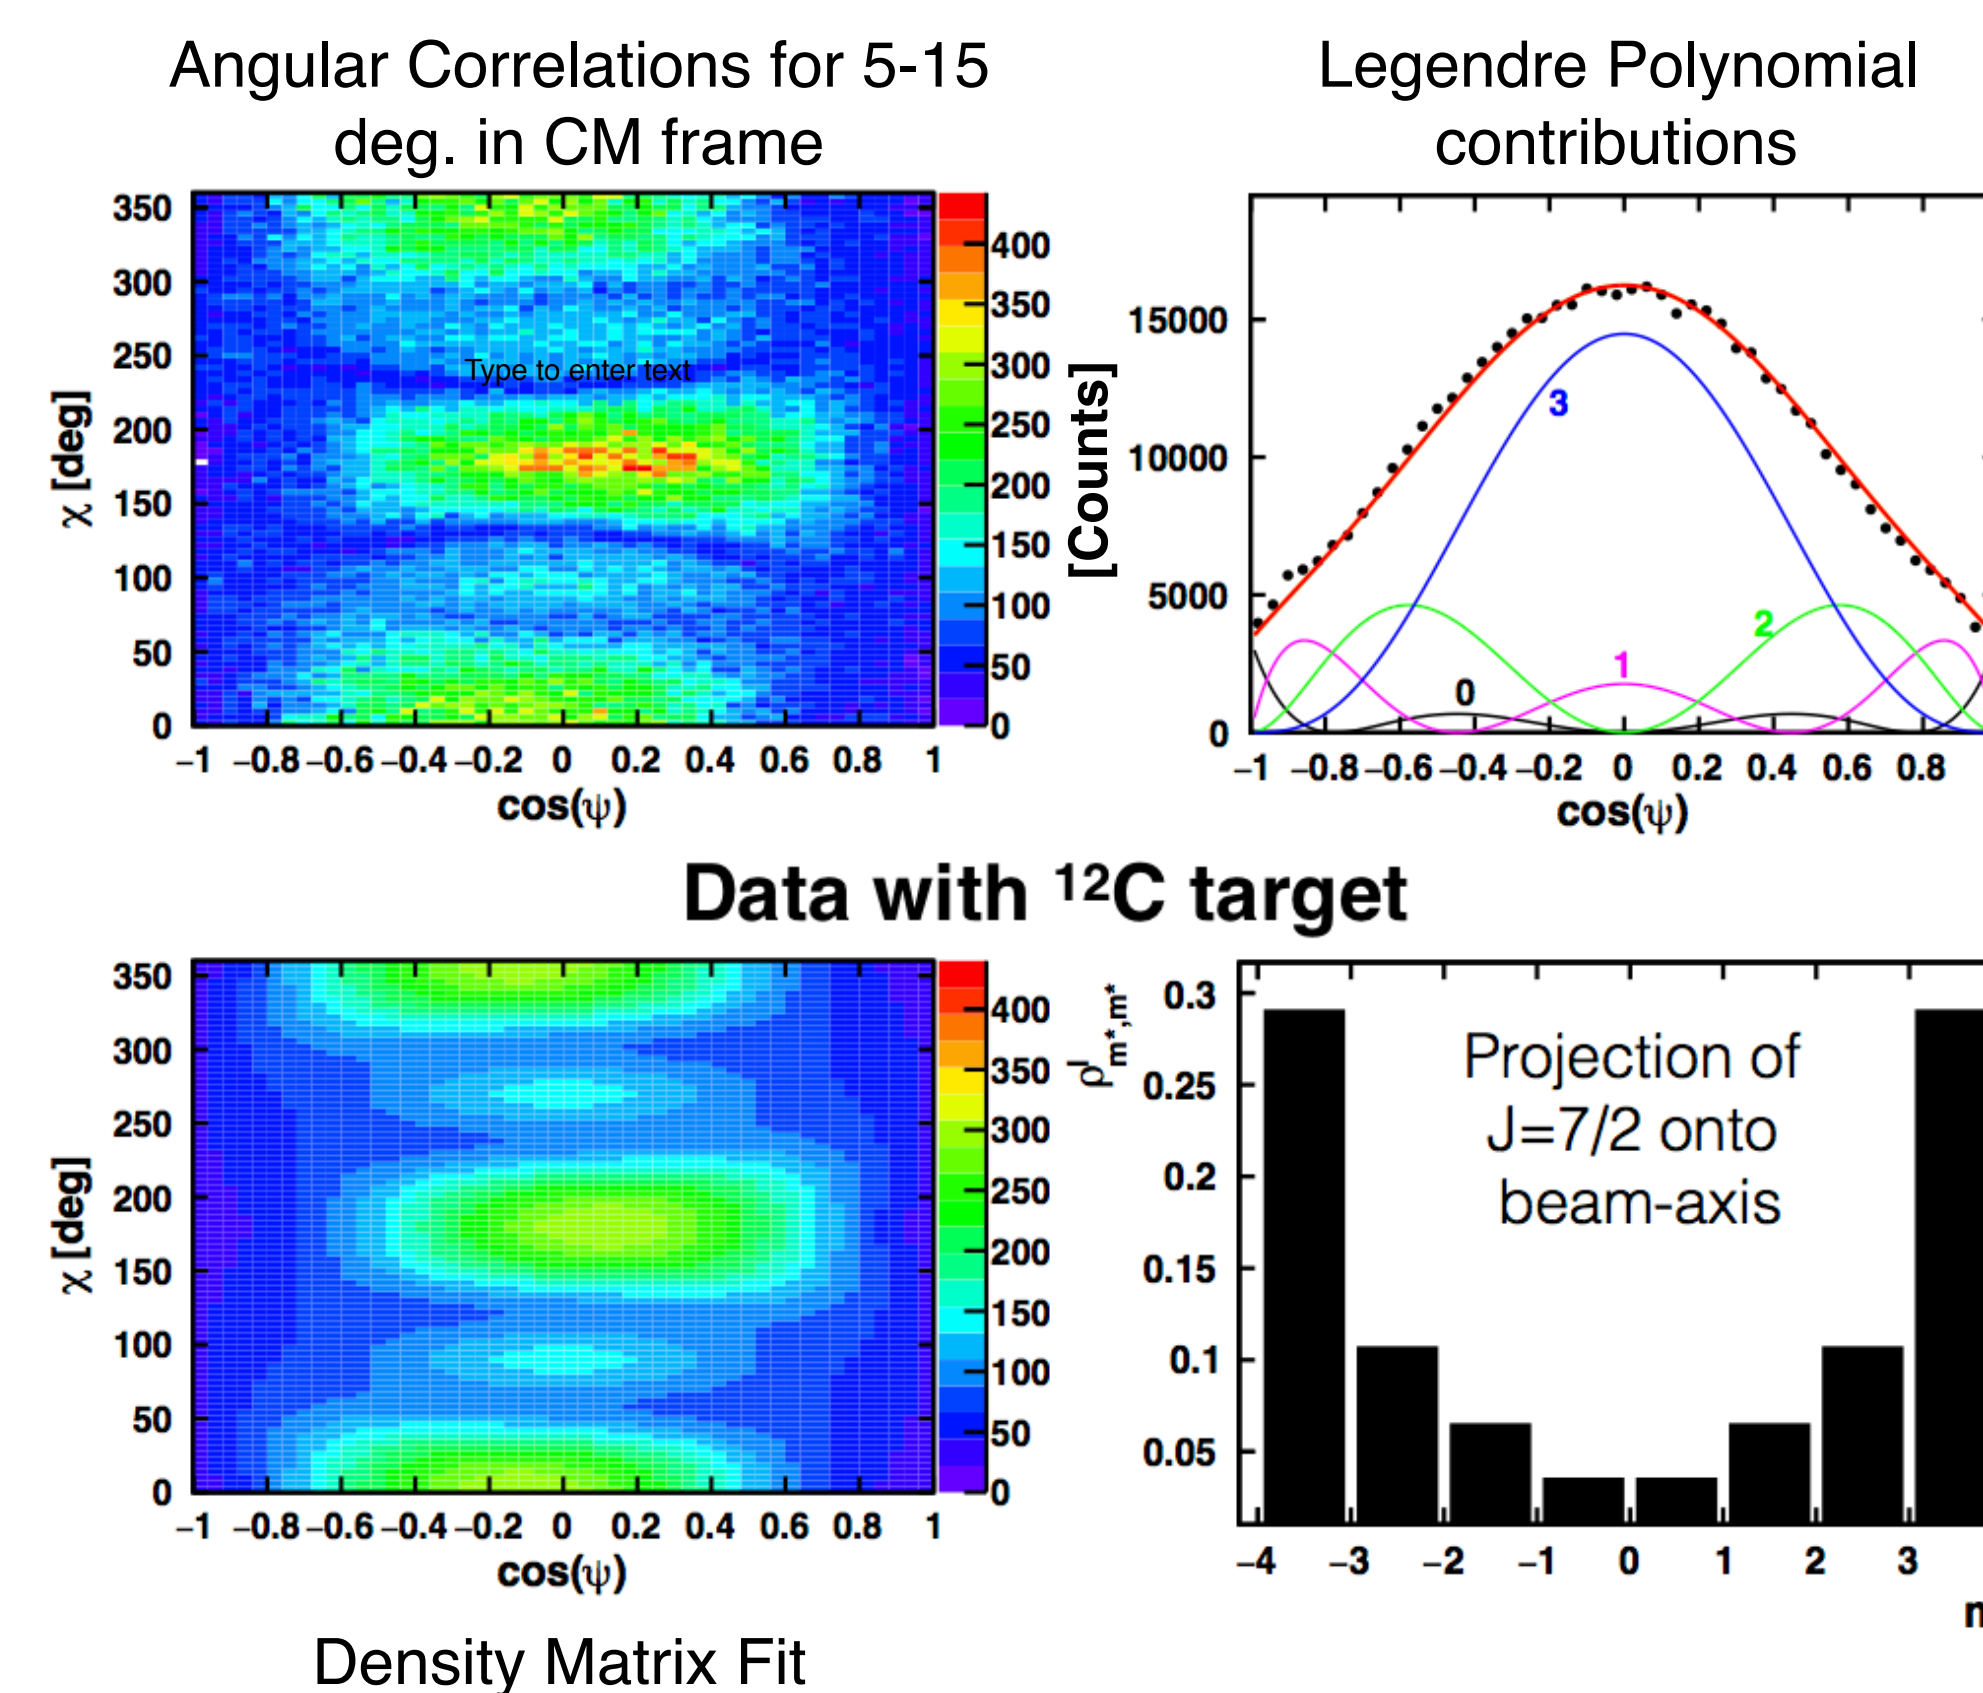 Angular Correlations for 5-15
deg. in CM frame
350
300
250
200
150
100
50
0
χ [deg]
Type to enter text
−1 −0.8 −0.6 −0.4 −0.2 0 0.2 0.4 0.6 0.8 1
cos(ψ)
400
350
300
250
200
150
100
50
0
Legendre Polynomial
contributions
[Counts]
15000
10000
5000
0
3
2
1
0
−1 −0.8 −0.6 −0.4 −0.2 0 0.2 0.4 0.6 0.8
cos(ψ)
Data with ¹²C target
350
300
250
200
150
100
50
0
χ [deg]
−1 −0.8 −0.6 −0.4 −0.2 0 0.2 0.4 0.6 0.8 1
cos(ψ)
400
350
300
250
200
150
100
50
0
Density Matrix Fit
ρᴵm*,m*
0.3
0.25
0.2
0.15
0.1
0.05
Projection of
J=7/2 onto
beam-axis
−4 −3 −2 −1 0 1 2 3